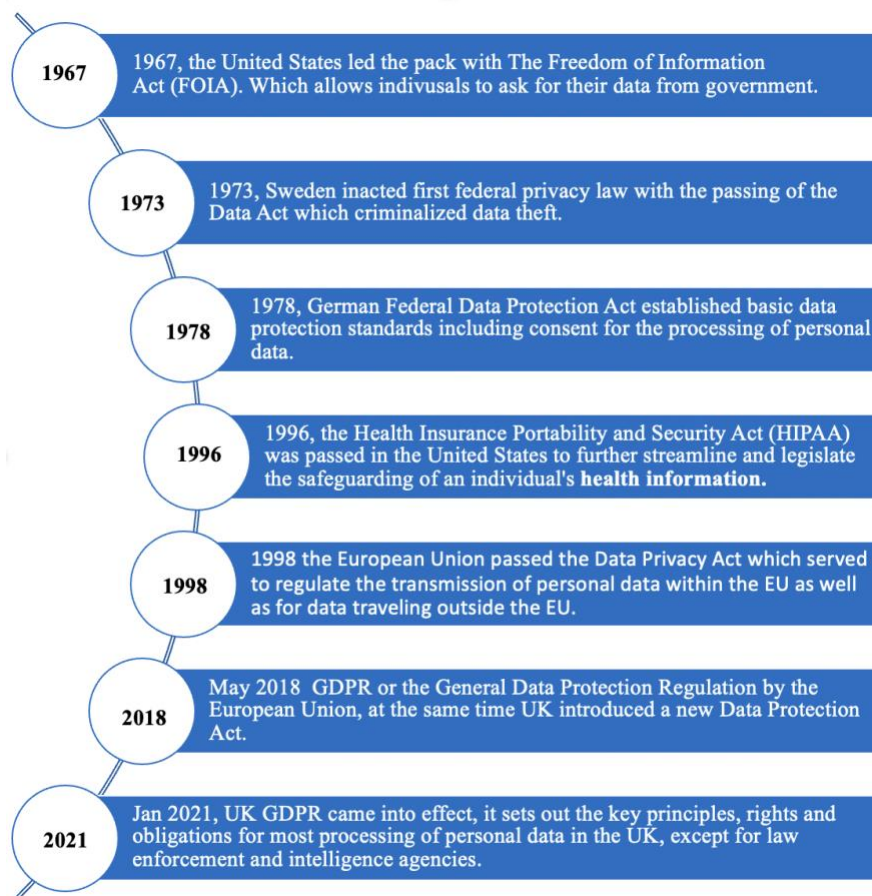 1967
1967, the United States led the pack with The Freedom of Information
Act (FOIA). Which allows indivusals to ask for their data from government.
1973
1973, Sweden inacted first federal privacy law with the passing of the
Data Act which criminalized data theft.
1978
1978, German Federal Data Protection Act established basic data
protection standards including consent for the processing of personal
data.
1996
1996, the Health Insurance Portability and Security Act (HIPAA)
was passed in the United States to further streamline and legislate
the safeguarding of an individual's health information.
1998
1998 the European Union passed the Data Privacy Act which served
to regulate the transmission of personal data within the EU as well
as for data traveling outside the EU.
2018
May 2018  GDPR or the General Data Protection Regulation by the
European Union, at the same time UK introduced a new Data Protection
Act.
2021
Jan 2021, UK GDPR came into effect, it sets out the key principles, rights and
obligations for most processing of personal data in the UK, except for law
enforcement and intelligence agencies.